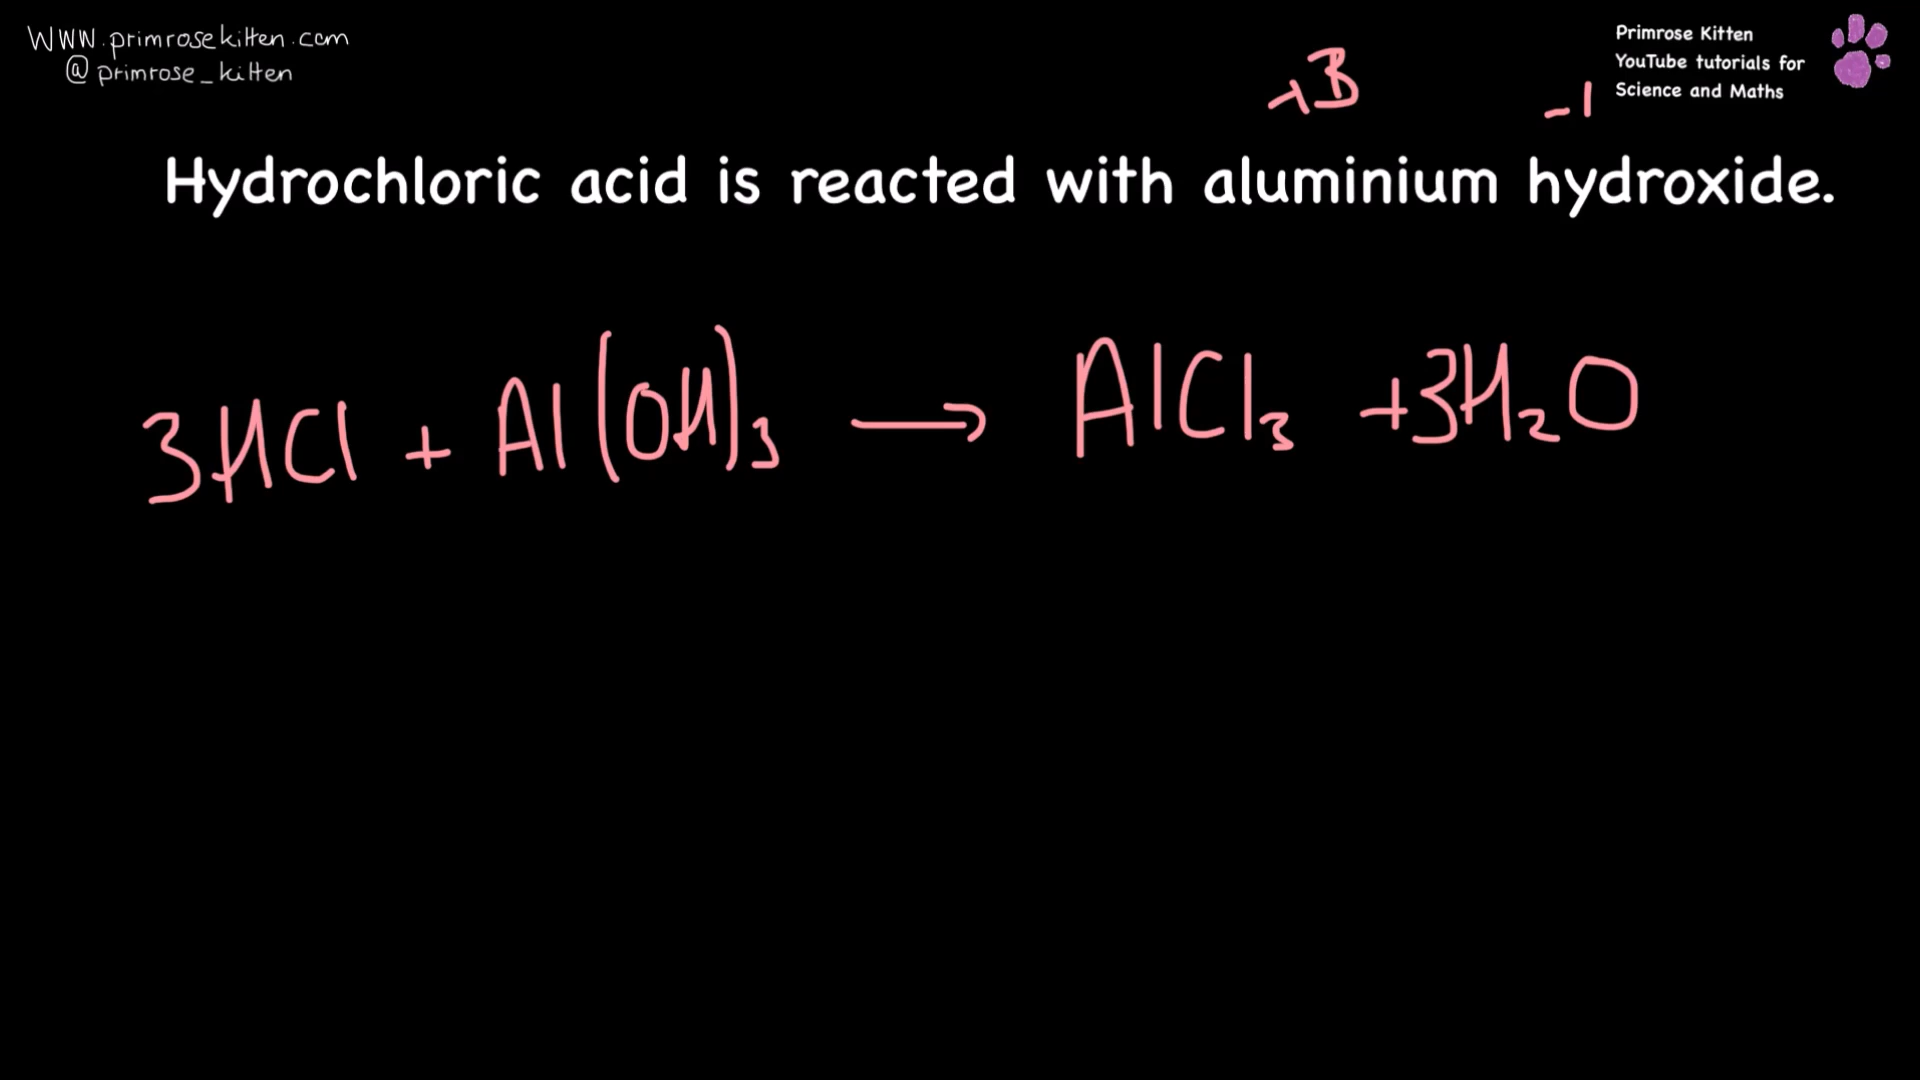 www.primrosekitten.com
@primrose_kitten
Primrose Kitten
YouTube tutorials for
Science and Maths
+3
-1
Hydrochloric acid is reacted with aluminium hydroxide.
3HCl + Al(OH)₃ → AlCl₃ + 3H₂O